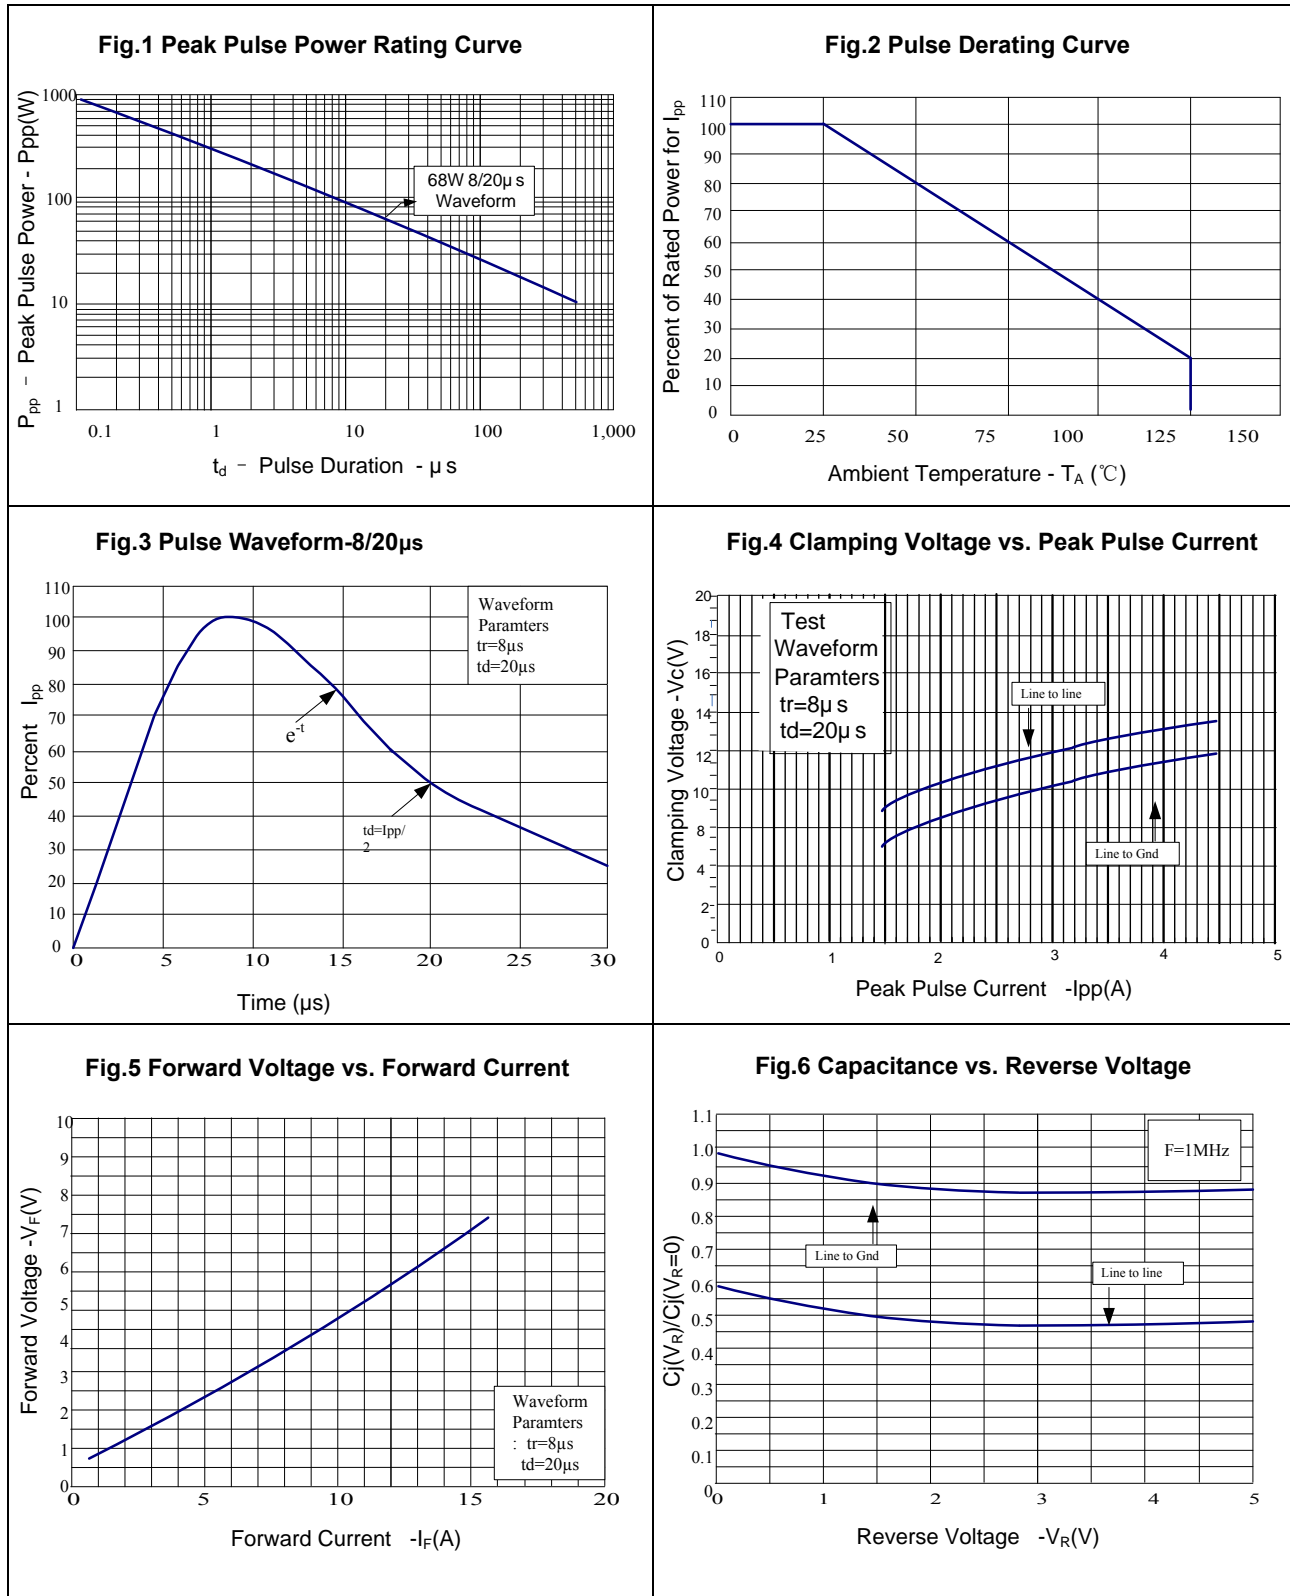 Fig.1 Peak Pulse Power Rating Curve
Ppp － Peak Pulse Power - Ppp(W)
1000
100
10
1
68W 8/20μ s
Waveform
0.1 1 10 100 1,000
td － Pulse Duration - μ s
Fig.2 Pulse Derating Curve
Percent of Rated Power for Ipp
110
100
90
80
70
60
50
40
30
20
10
0
0 25 50 75 100 125 150
Ambient Temperature - TA (℃)
Fig.3 Pulse Waveform-8/20μs
Percent Ipp
110
100
90
80
70
60
50
40
30
20
10
0
Waveform
Paramters
tr=8μs
td=20μs
e-t
td=Ipp/
2
0 5 10 15 20 25 30
Time (μs)
Fig.4 Clamping Voltage vs. Peak Pulse Current
Clamping Voltage -Vc(V)
20
18
16
14
12
10
8
4
2
0
Test
Waveform
Paramters
tr=8μ s
td=20μ s
Line to line
Line to Gnd
0 1 2 3 4 5
Peak Pulse Current -Ipp(A)
Fig.5 Forward Voltage vs. Forward Current
Forward Voltage -VF(V)
10
9
8
7
6
5
4
3
2
1
0
Waveform
Paramters
: tr=8μs
td=20μs
0 5 10 15 20
Forward Current -IF(A)
Fig.6 Capacitance vs. Reverse Voltage
Cj(VR)/Cj(VR=0)
1.1
1.0
0.9
0.8
0.7
0.6
0.5
0.4
0.3
0.2
0.1
0
F=1MHz
Line to Gnd
Line to line
0 1 2 3 4 5
Reverse Voltage -VR(V)